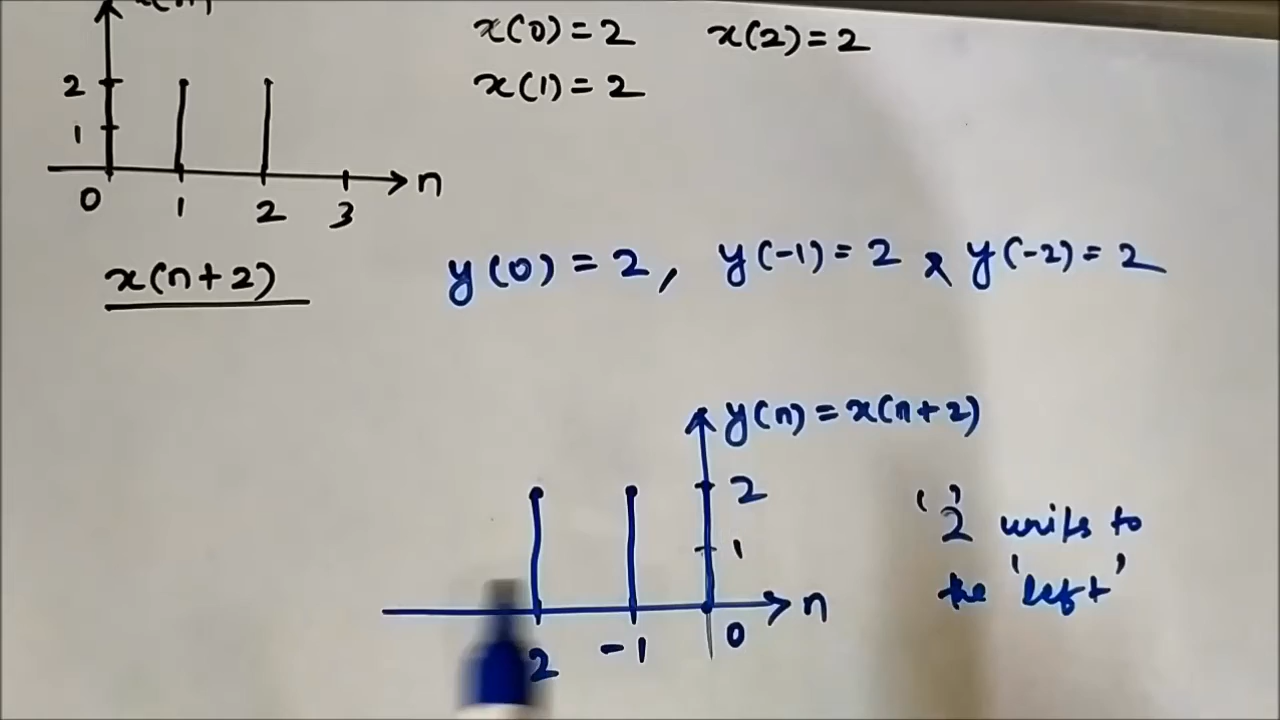 x(0) = 2 x(2) = 2
x(1) = 2
2
1
0 1 2 3 n
x(n+2)
y(0) = 2, y(-1) = 2 & y(-2) = 2
y(n) = x(n+2)
2
1
2 -1 0 n
'2' units to
the 'left'